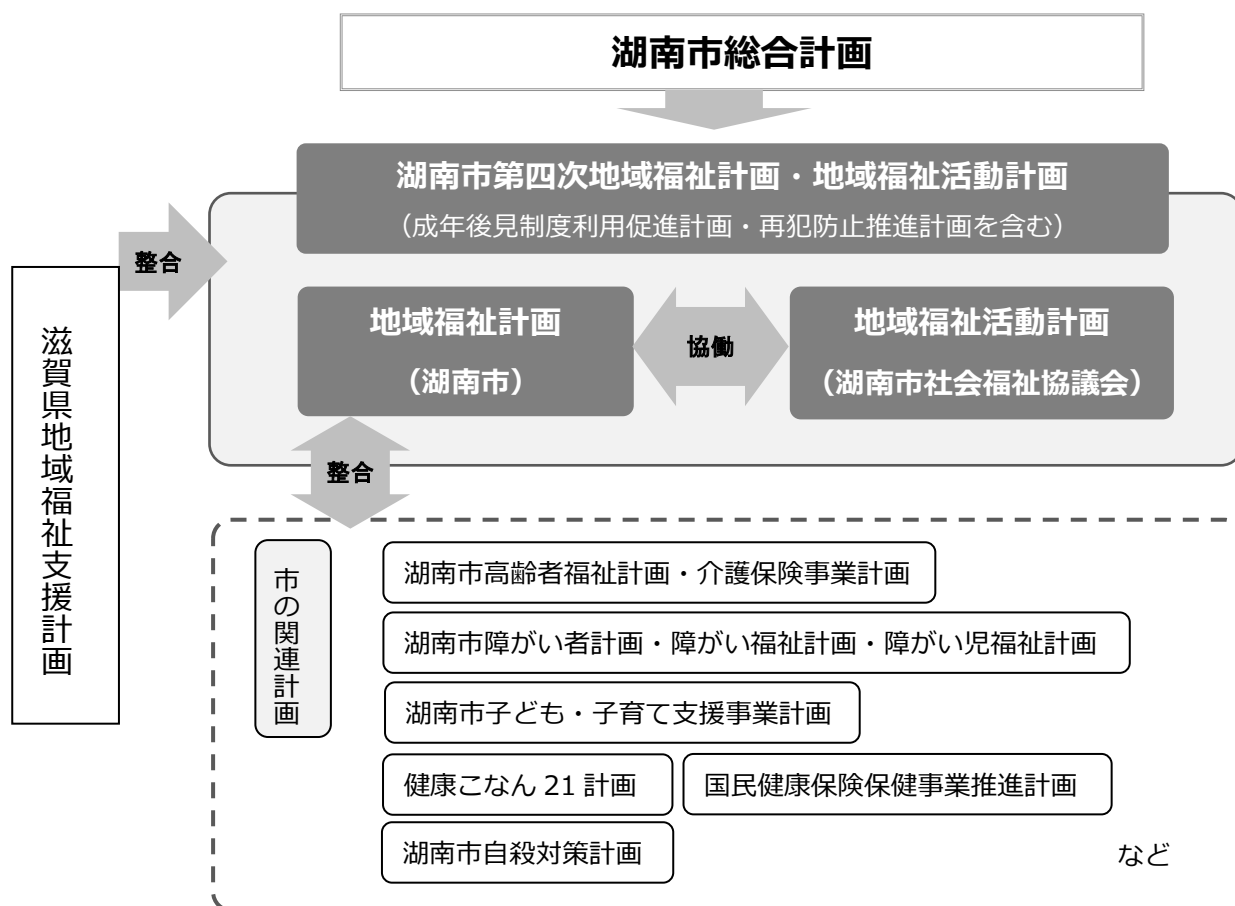 湖南市総合計画
湖南市第四次地域福祉計画・地域福祉活動計画
（成年後見制度利用促進計画・再犯防止推進計画を含む）
整合
滋賀県地域福祉支援計画
地域福祉計画
（湖南市）
協働
地域福祉活動計画
（湖南市社会福祉協議会）
整合
市の関連計画
湖南市高齢者福祉計画・介護保険事業計画
湖南市障がい者計画・障がい福祉計画・障がい児福祉計画
湖南市子ども・子育て支援事業計画
健康こなん 21 計画
国民健康保険保健事業推進計画
湖南市自殺対策計画
など